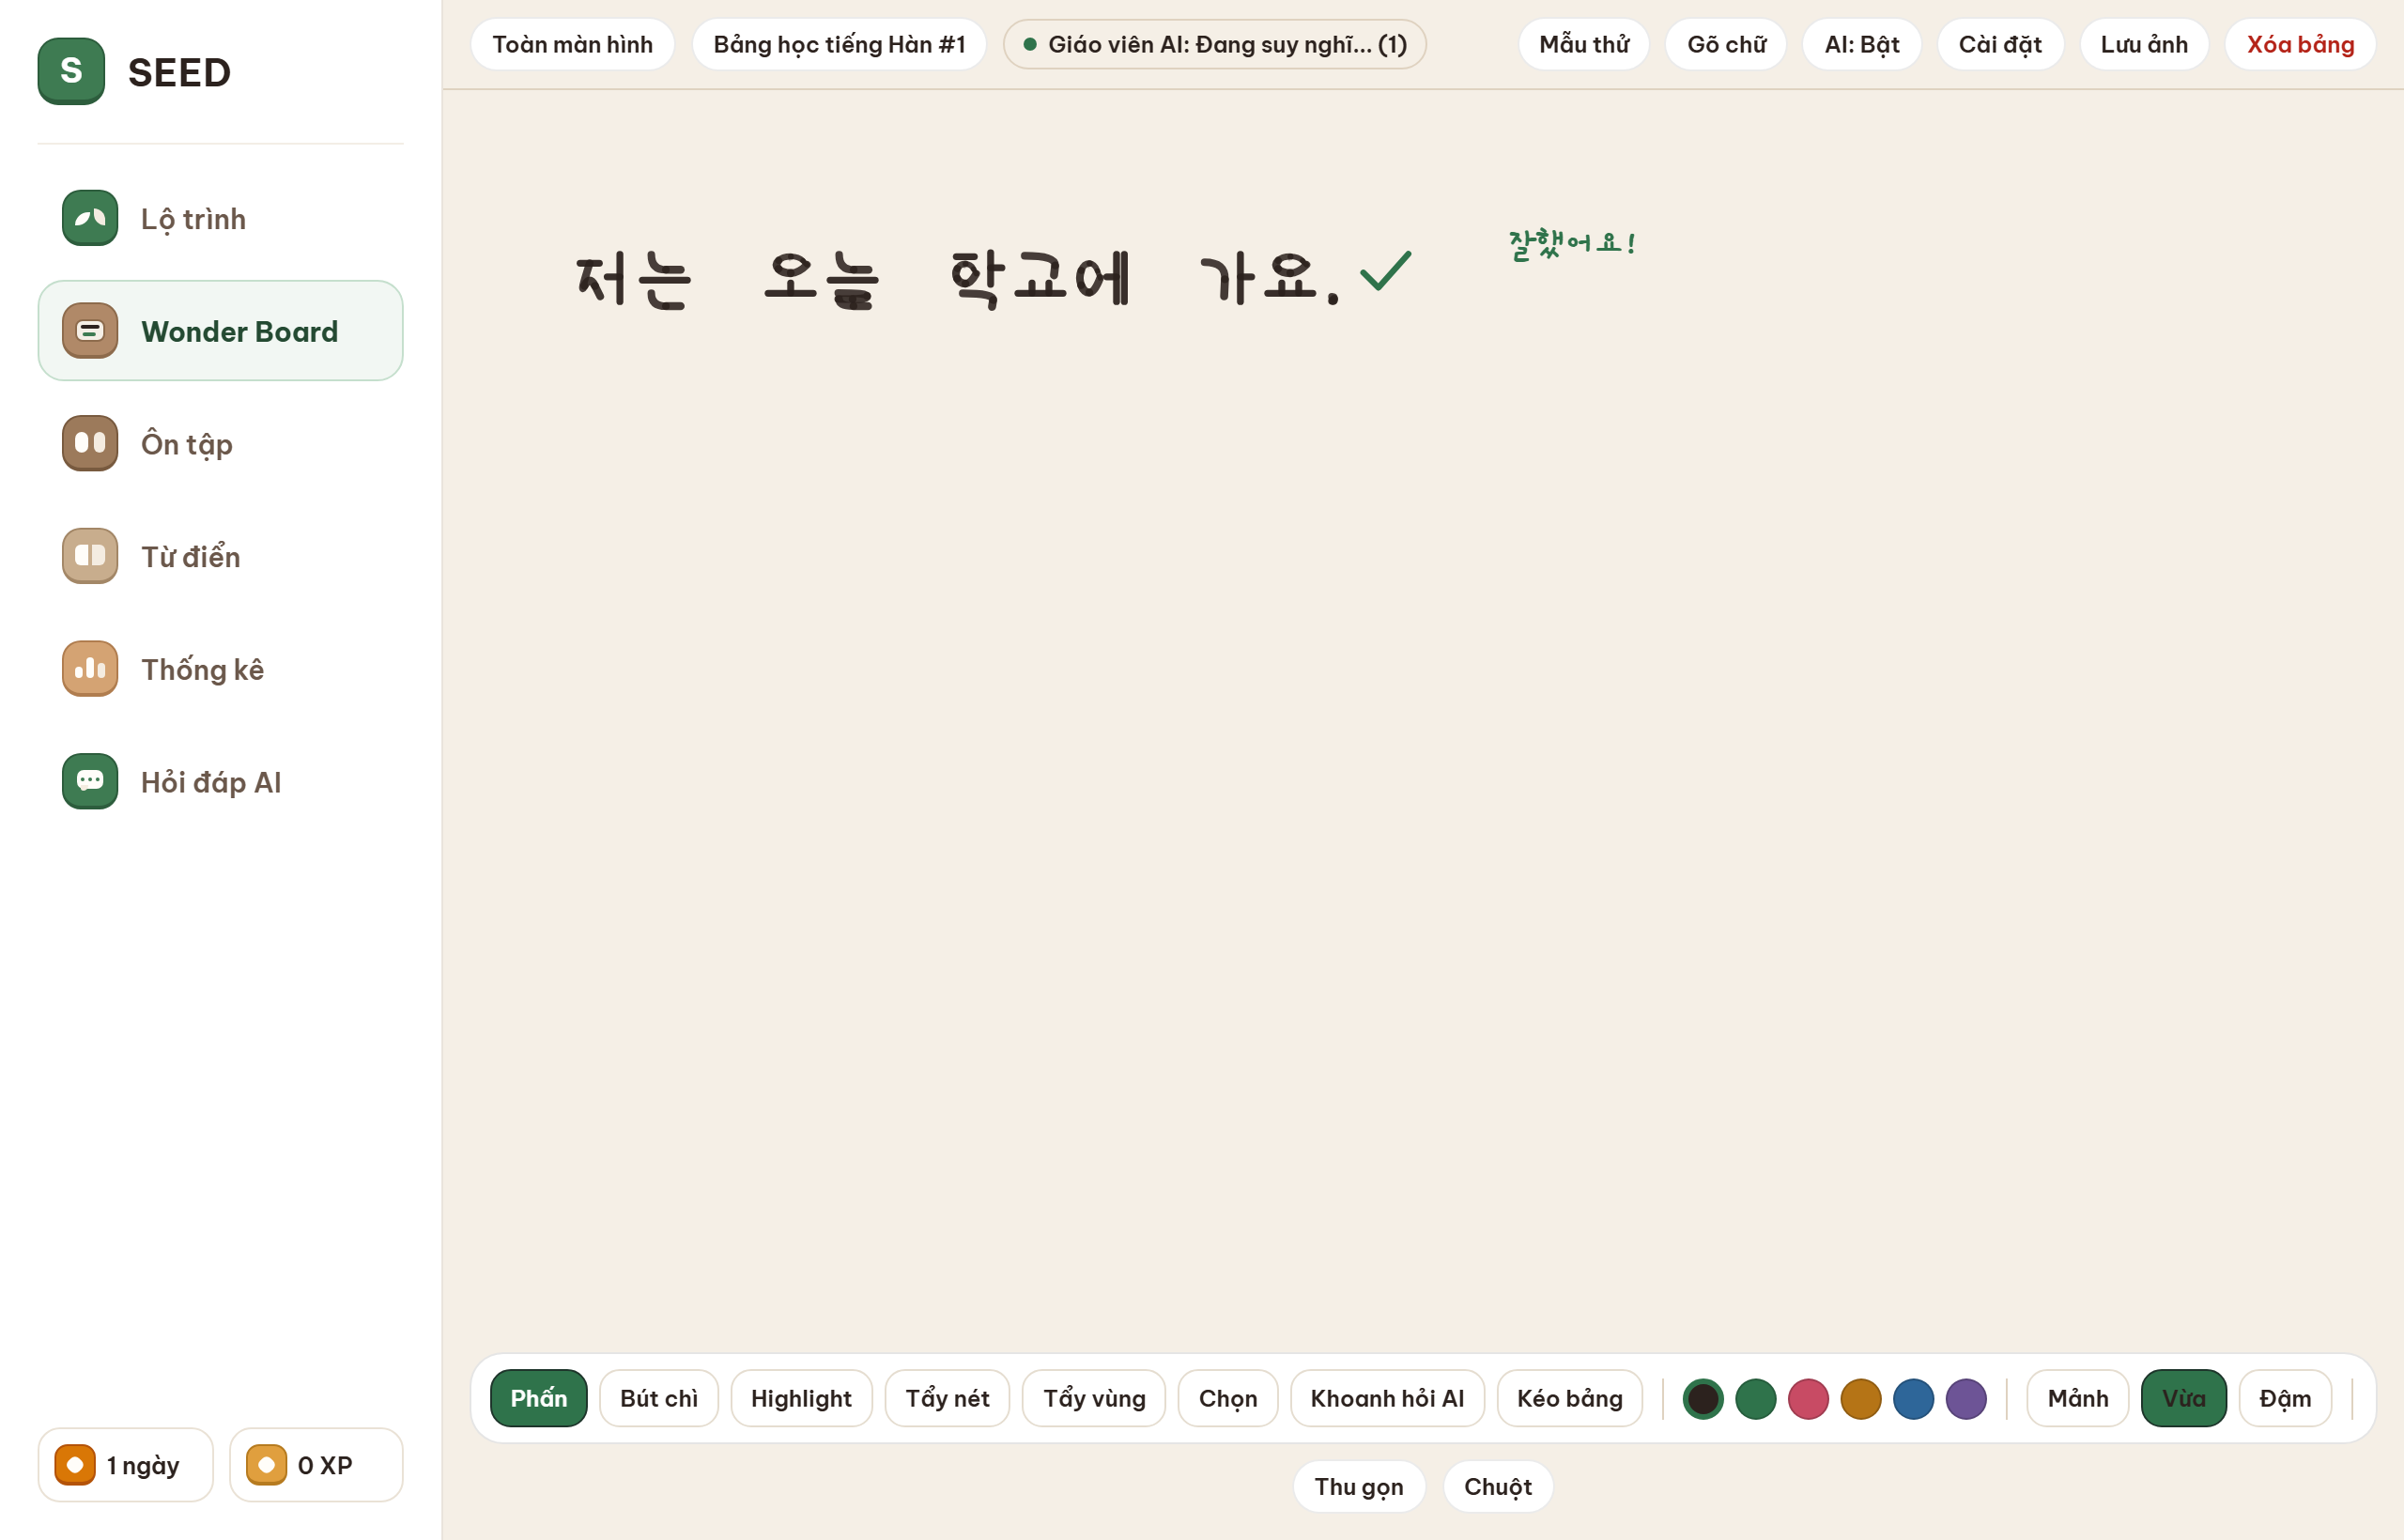 S SEED
Lộ trình
Wonder Board
Ôn tập
Từ điển
Thống kê
Hỏi đáp AI
1 ngày 0 XP
Toàn màn hình Bảng học tiếng Hàn #1 Giáo viên AI: Đang suy nghĩ... (1) Mẫu thử Gõ chữ AI: Bật Cài đặt Lưu ảnh Xóa bảng
저는 오늘 학교에 가요. 잘했어요!
Phấn Bút chì Highlight Tẩy nét Tẩy vùng Chọn Khoanh hỏi AI Kéo bảng Mảnh Vừa Đậm
Thu gọn Chuột